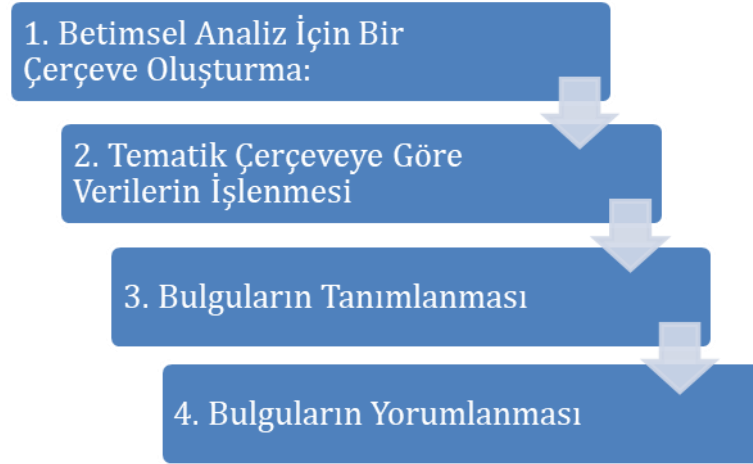 1. Betimsel Analiz İçin Bir
Çerçeve Oluşturma:
2. Tematik Çerçeveye Göre
Verilerin İşlenmesi
3. Bulguların Tanımlanması
4. Bulguların Yorumlanması